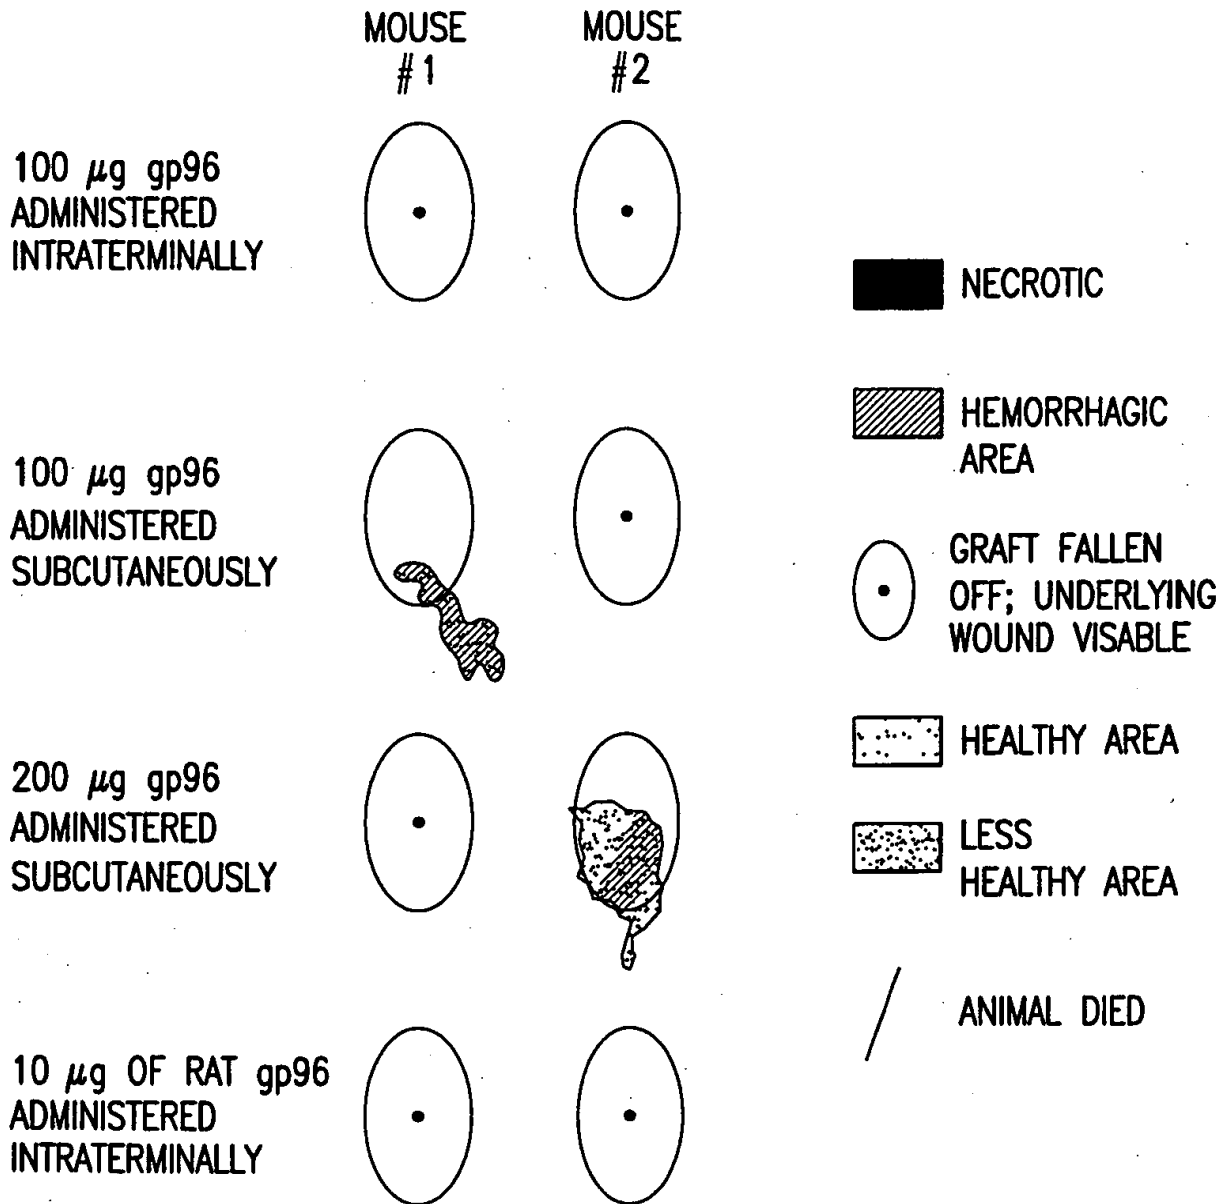 MOUSE
#1
MOUSE
#2
100 μg gp96
ADMINISTERED
INTRATERMINALLY
100 μg gp96
ADMINISTERED
SUBCUTANEOUSLY
200 μg gp96
ADMINISTERED
SUBCUTANEOUSLY
10 μg OF RAT gp96
ADMINISTERED
INTRATERMINALLY
NECROTIC
HEMORRHAGIC
AREA
GRAFT FALLEN
OFF; UNDERLYING
WOUND VISABLE
HEALTHY AREA
LESS
HEALTHY AREA
ANIMAL DIED